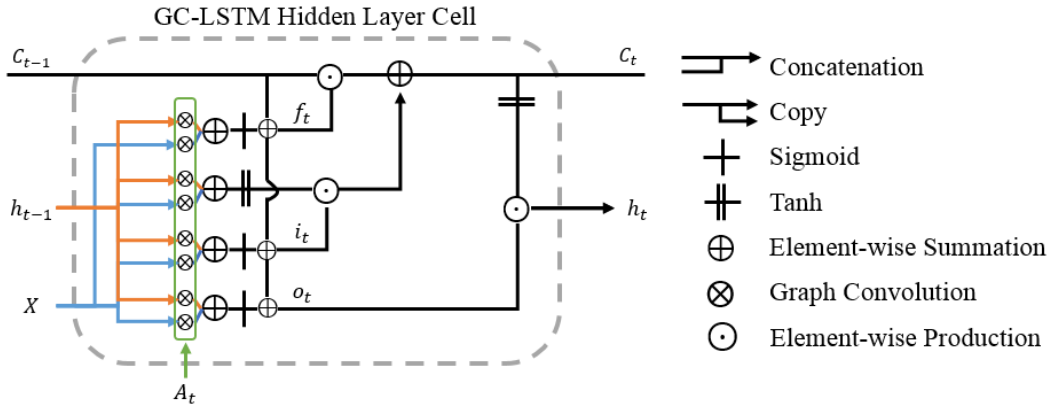 GC-LSTM Hidden Layer Cell
C_{t-1}
C_t
f_t
h_{t-1}
i_t
h_t
X
o_t
A_t
Concatenation
Copy
Sigmoid
Tanh
Element-wise Summation
Graph Convolution
Element-wise Production